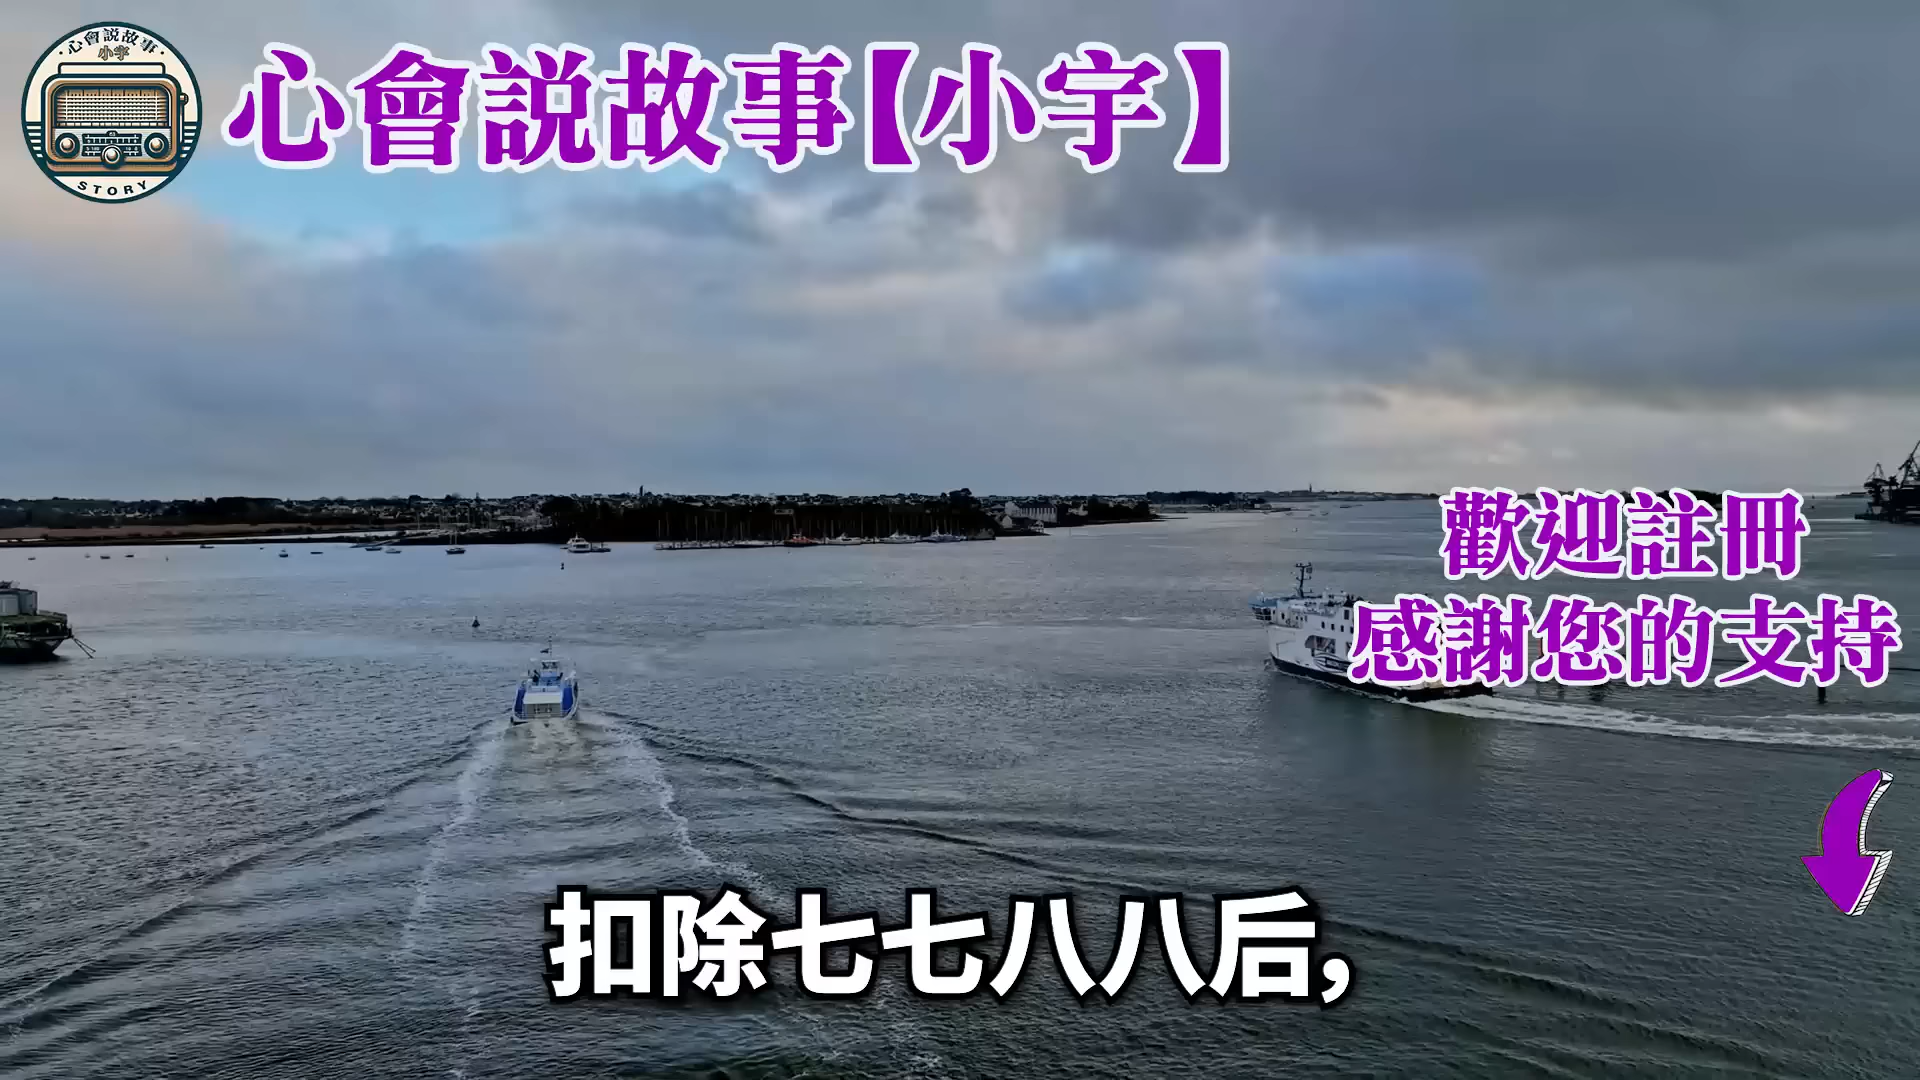 心會説故事
小宇
STORY
心會説故事【小宇】
歡迎註冊
感謝您的支持
扣除七七八八后,